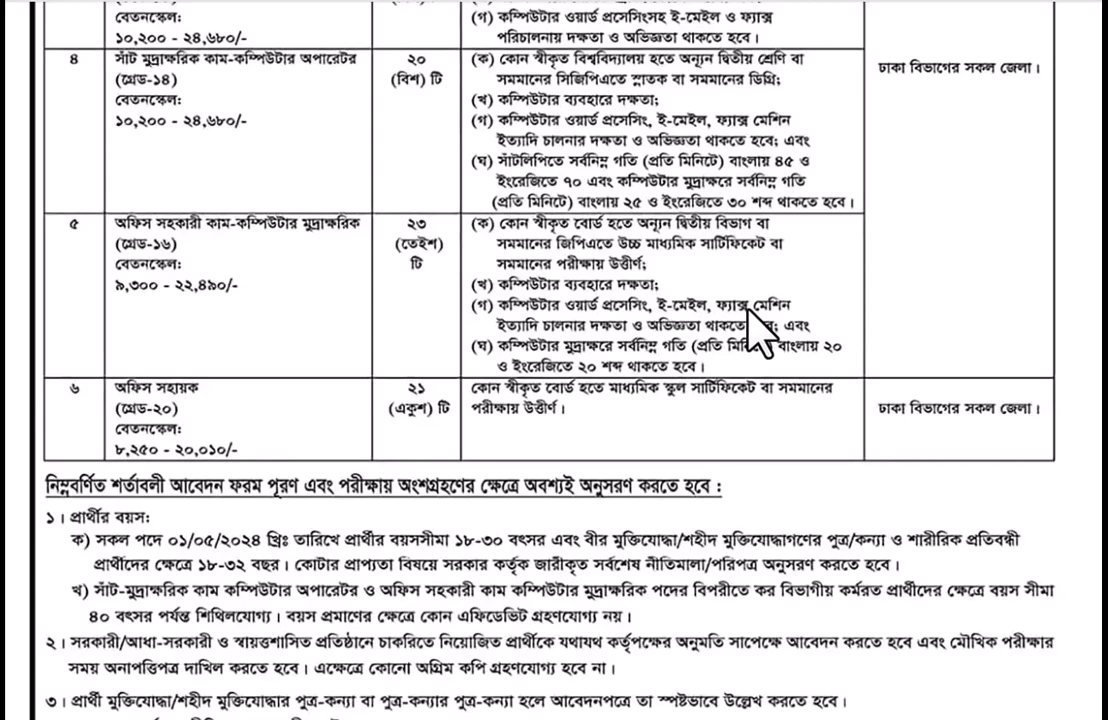 বেতনস্কেল:
১০,২০০ - ২৪,৬৮০/-
(গ) কম্পিউটার ওয়ার্ড প্রসেসিংসহ ই-মেইল ও ফ্যাক্স
পরিচালনায় দক্ষতা ও অভিজ্ঞতা থাকতে হবে।
৪
সাঁট মুদ্রাক্ষরিক কাম-কম্পিউটার অপারেটর
(গ্রেড-১৪)
বেতনস্কেল:
১০,২০০ - ২৪,৬৮০/-
২০
(বিশ) টি
(ক) কোন স্বীকৃত বিশ্ববিদ্যালয় হতে অন্যূন দ্বিতীয় শ্রেণি বা
সমমানের সিজিপিএতে স্নাতক বা সমমানের ডিগ্রি;
(খ) কম্পিউটার ব্যবহারে দক্ষতা;
(গ) কম্পিউটার ওয়ার্ড প্রসেসিং, ই-মেইল, ফ্যাক্স মেশিন
ইত্যাদি চালনার দক্ষতা ও অভিজ্ঞতা থাকতে হবে; এবং
(ঘ) সাঁটলিপিতে সর্বনিম্ন গতি (প্রতি মিনিটে) বাংলায় ৪৫ ও
ইংরেজিতে ৭০ এবং কম্পিউটার মুদ্রাক্ষরে সর্বনিম্ন গতি
(প্রতি মিনিটে) বাংলায় ২৫ ও ইংরেজিতে ৩০ শব্দ থাকতে হবে।
ঢাকা বিভাগের সকল জেলা।
৫
অফিস সহকারী কাম-কম্পিউটার মুদ্রাক্ষরিক
(গ্রেড-১৬)
বেতনস্কেল:
৯,৩০০ - ২২,৪৯০/-
২৩
(তেইশ)
টি
(ক) কোন স্বীকৃত বোর্ড হতে অন্যূন দ্বিতীয় বিভাগ বা
সমমানের জিপিএতে উচ্চ মাধ্যমিক সার্টিফিকেট বা
সমমানের পরীক্ষায় উত্তীর্ণ;
(খ) কম্পিউটার ব্যবহারে দক্ষতা;
(গ) কম্পিউটার ওয়ার্ড প্রসেসিং, ই-মেইল, ফ্যাক্স মেশিন
ইত্যাদি চালনার দক্ষতা ও অভিজ্ঞতা থাকতে এবং
(ঘ) কম্পিউটার মুদ্রাক্ষরে সর্বনিম্ন গতি (প্রতি বাংলায় ২০
ও ইংরেজিতে ২০ শব্দ থাকতে হবে।
৬
অফিস সহায়ক
(গ্রেড-২০)
বেতনস্কেল:
৮,২৫০ - ২০,০১০/-
২১
(একুশ) টি
কোন স্বীকৃত বোর্ড হতে মাধ্যমিক স্কুল সার্টিফিকেট বা সমমানের
পরীক্ষায় উত্তীর্ণ।
ঢাকা বিভাগের সকল জেলা।
নিম্নবর্ণিত শর্তাবলী আবেদন ফরম পূরণ এবং পরীক্ষায় অংশগ্রহণের ক্ষেত্রে অবশ্যই অনুসরণ করতে হবে :
১। প্রার্থীর বয়স:
ক) সকল পদে ০১/০৫/২০২৪ খ্রিঃ তারিখে প্রার্থীর বয়সসীমা ১৮-৩০ বৎসর এবং বীর মুক্তিযোদ্ধা/শহীদ মুক্তিযোদ্ধাগণের পুত্র/কন্যা ও শারীরিক প্রতিবন্ধী
প্রার্থীদের ক্ষেত্রে ১৮-৩২ বছর। কোটার প্রাপ্যতা বিষয়ে সরকার কর্তৃক জারীকৃত সর্বশেষ নীতিমালা/পরিপত্র অনুসরণ করতে হবে।
খ) সাঁট-মুদ্রাক্ষরিক কাম কম্পিউটার অপারেটর ও অফিস সহকারী কাম কম্পিউটার মুদ্রাক্ষরিক পদের বিপরীতে কর বিভাগীয় কর্মরত প্রার্থীদের ক্ষেত্রে বয়স সীমা
৪০ বৎসর পর্যন্ত শিথিলযোগ্য। বয়স প্রমাণের ক্ষেত্রে কোন এফিডেভিট গ্রহণযোগ্য নয়।
২। সরকারী/আধা-সরকারী ও স্বায়ত্তশাসিত প্রতিষ্ঠানে চাকরিতে নিয়োজিত প্রার্থীকে যথাযথ কর্তৃপক্ষের অনুমতি সাপেক্ষে আবেদন করতে হবে এবং মৌখিক পরীক্ষার
সময় অনাপত্তিপত্র দাখিল করতে হবে। এক্ষেত্রে কোনো অগ্রিম কপি গ্রহণযোগ্য হবে না।
৩। প্রার্থী মুক্তিযোদ্ধা/শহীদ মুক্তিযোদ্ধার পুত্র-কন্যা বা পুত্র-কন্যার পুত্র-কন্যা হলে আবেদনপত্রে তা স্পষ্টভাবে উল্লেখ করতে হবে।